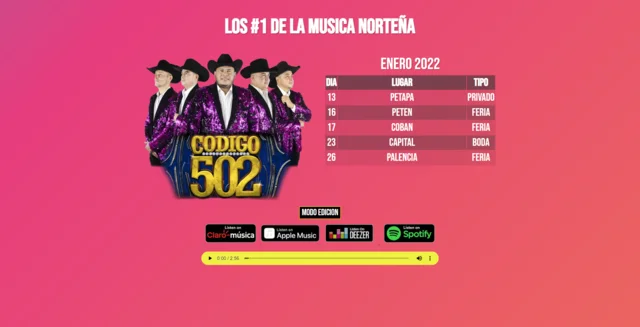 LOS #1 DE LA MUSICA NORTEÑA
CODIGO
502
ENERO 2022
DIA LUGAR TIPO
13 PETAPA PRIVADO
16 PETEN FERIA
17 COBAN FERIA
23 CAPITAL BODA
26 PALENCIA FERIA
MODO EDICION
Listen on Claro música
Listen on Apple Music
Listen On DEEZER
Listen on Spotify
0:00 / 2:56